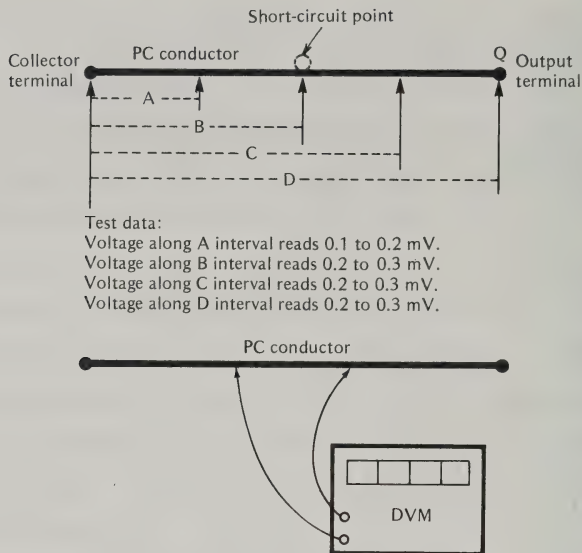 Short-circuit point
Collector terminal
PC conductor
Q
Output terminal
A
B
C
D
Test data:
Voltage along A interval reads 0.1 to 0.2 mV.
Voltage along B interval reads 0.2 to 0.3 mV.
Voltage along C interval reads 0.2 to 0.3 mV.
Voltage along D interval reads 0.2 to 0.3 mV.
PC conductor
DVM